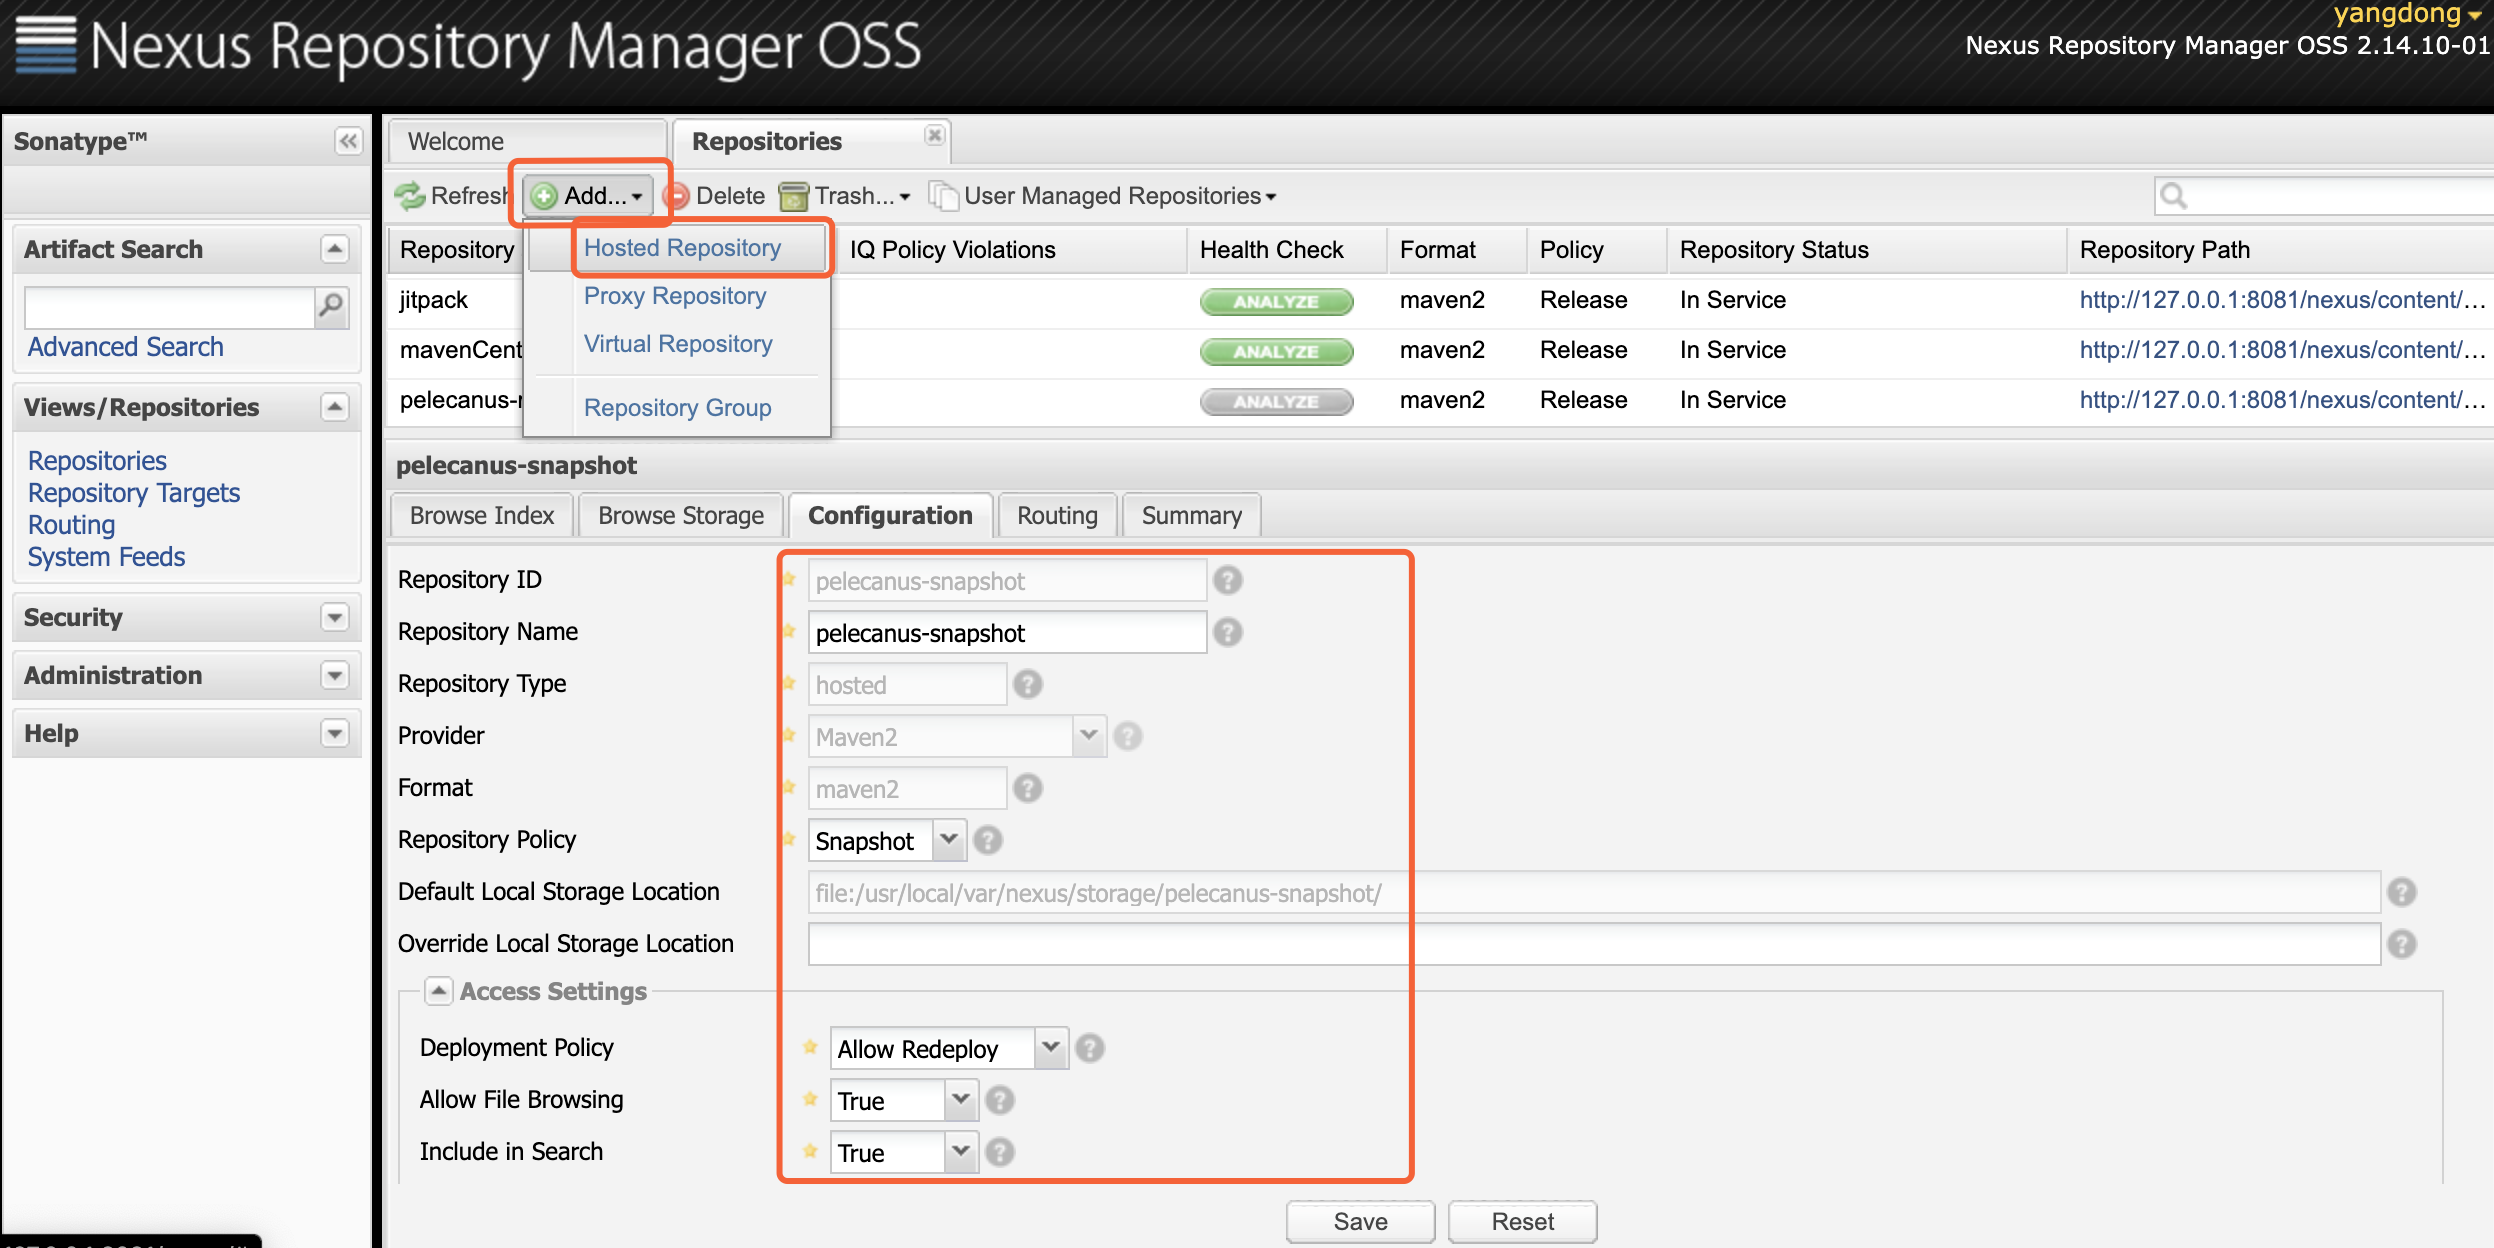 Nexus Repository Manager OSS
yangdong
Nexus Repository Manager OSS 2.14.10-01
Sonatype™
Artifact Search
Advanced Search
Views/Repositories
Repositories
Repository Targets
Routing
System Feeds
Security
Administration
Help
Welcome
Repositories
Refresh
Add...
Delete
Trash...
User Managed Repositories
Repository
IQ Policy Violations
Health Check
Format
Policy
Repository Status
Repository Path
Hosted Repository
Proxy Repository
Virtual Repository
Repository Group
jitpack
ANALYZE
maven2
Release
In Service
http://127.0.0.1:8081/nexus/content/...
mavenCent
ANALYZE
maven2
Release
In Service
http://127.0.0.1:8081/nexus/content/...
pelecanus-r
ANALYZE
maven2
Release
In Service
http://127.0.0.1:8081/nexus/content/...
pelecanus-snapshot
Browse Index
Browse Storage
Configuration
Routing
Summary
Repository ID
pelecanus-snapshot
Repository Name
pelecanus-snapshot
Repository Type
hosted
Provider
Maven2
Format
maven2
Repository Policy
Snapshot
Default Local Storage Location
file:/usr/local/var/nexus/storage/pelecanus-snapshot/
Override Local Storage Location
Access Settings
Deployment Policy
Allow Redeploy
Allow File Browsing
True
Include in Search
True
Save
Reset